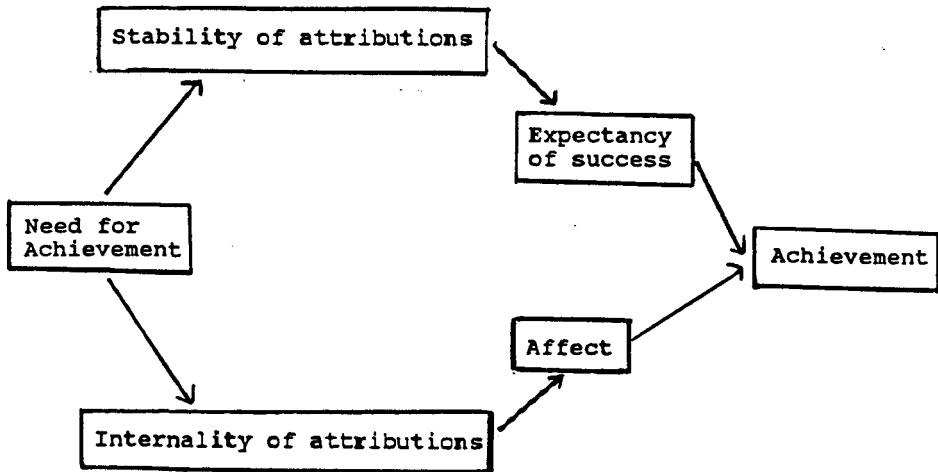 Stability of attributions
Expectancy
of success
Need for
Achievement
Achievement
Affect
Internality of attributions